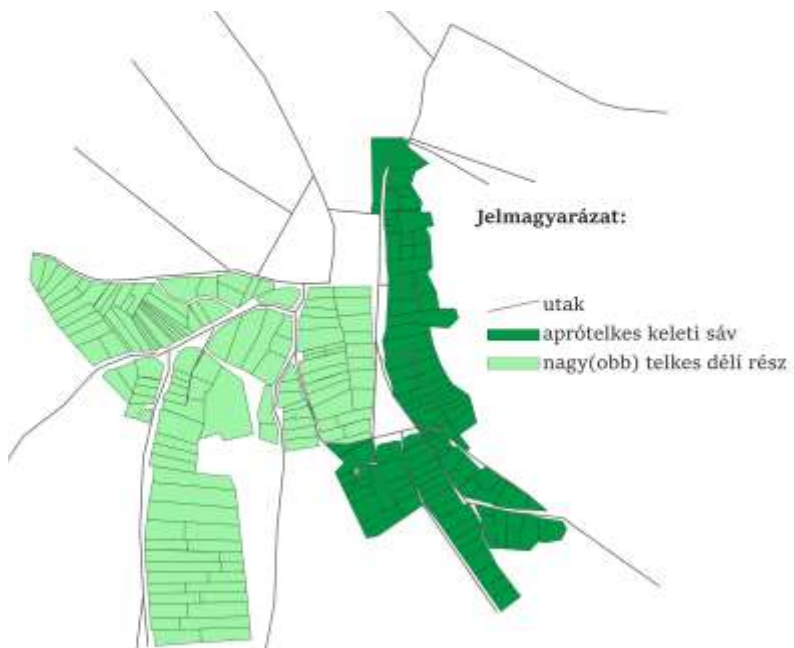 Jelmagyarázat:
utak
aprótelkes keleti sáv
nagy(obb) telkes déli rész